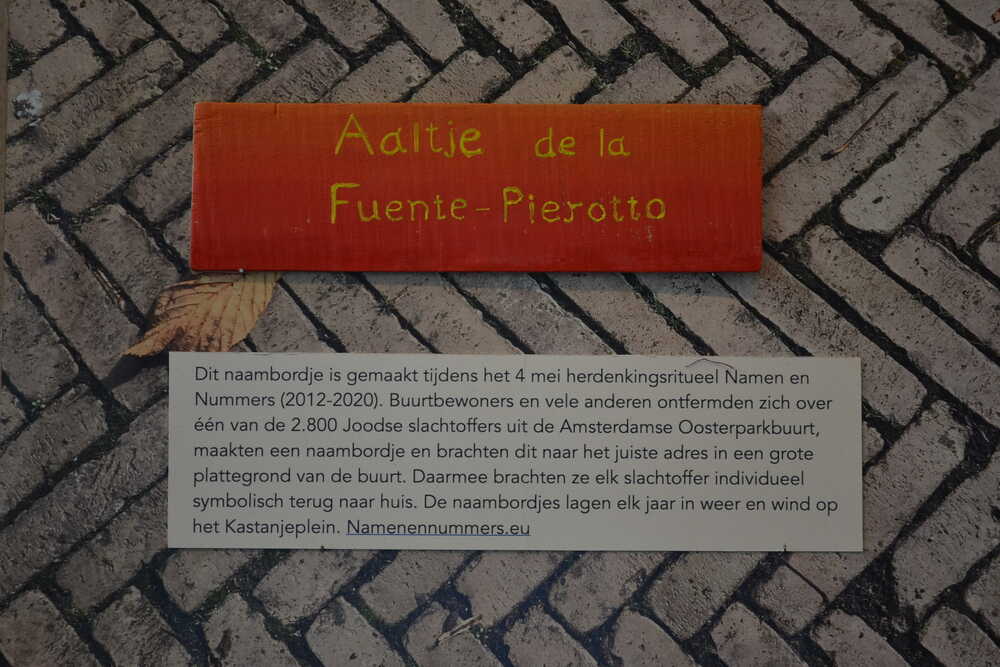 Aaltje de la
Fuente-Pierotto
Dit naambordje is gemaakt tijdens het 4 mei herdenkingsritueel Namen en
Nummers (2012-2020). Buurtbewoners en vele anderen ontfermden zich over
één van de 2.800 Joodse slachtoffers uit de Amsterdamse Oosterparkbuurt,
maakten een naambordje en brachten dit naar het juiste adres in een grote
plattegrond van de buurt. Daarmee brachten ze elk slachtoffer individueel
symbolisch terug naar huis. De naambordjes lagen elk jaar in weer en wind op
het Kastanjeplein. Namenennummers.eu